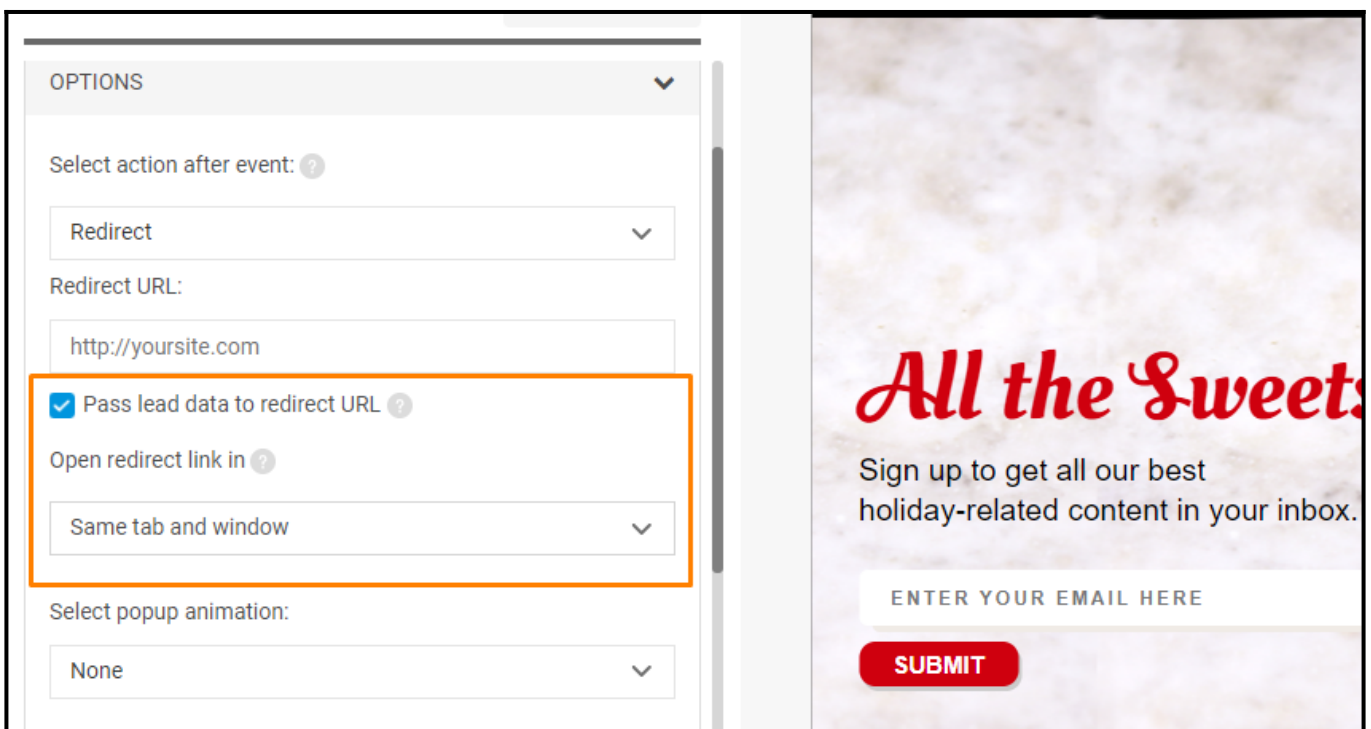 OPTIONS
Select action after event: ?
Redirect
Redirect URL:
http://yoursite.com
Pass lead data to redirect URL ?
Open redirect link in ?
Same tab and window
Select popup animation:
None
All the Sweets
Sign up to get all our best
holiday-related content in your inbox.
ENTER YOUR EMAIL HERE
SUBMIT